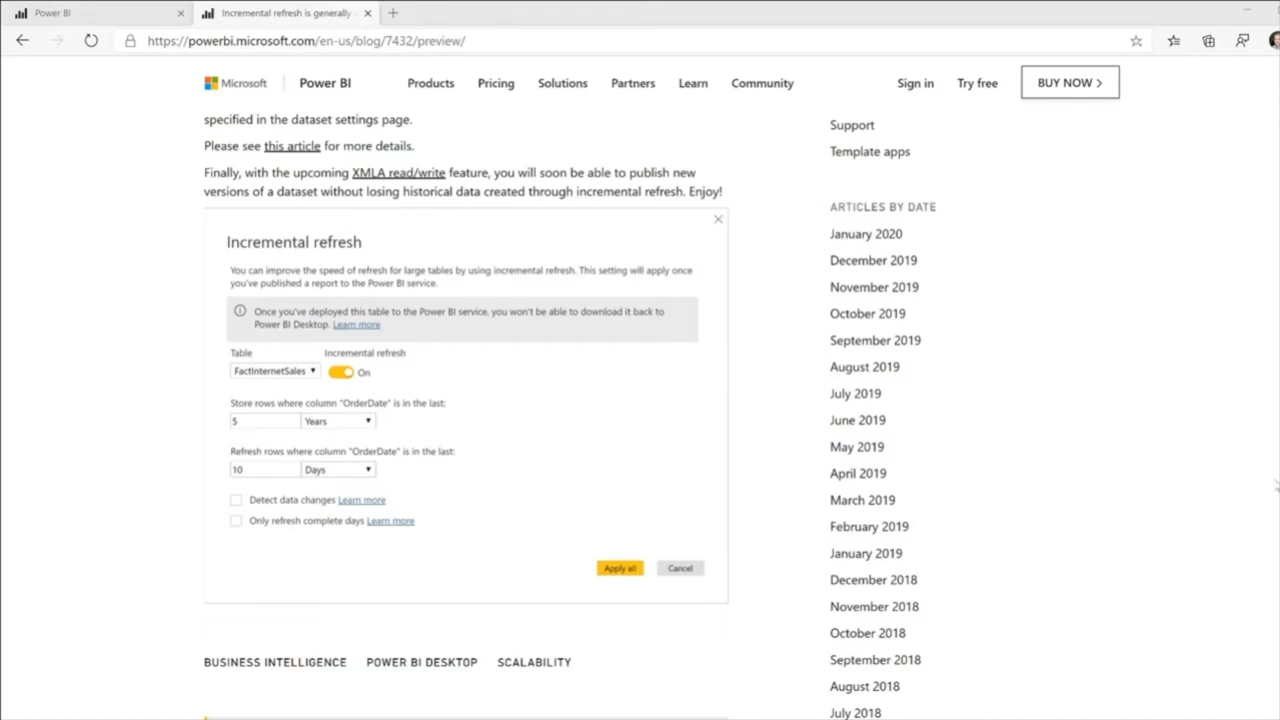 Power BI
Incremental refresh is generally
https://powerbi.microsoft.com/en-us/blog/7432/preview/
Microsoft Power BI Products Pricing Solutions Partners Learn Community Sign in Try free BUY NOW >
specified in the dataset settings page.
Please see this article for more details.
Finally, with the upcoming XMLA read/write feature, you will soon be able to publish new
versions of a dataset without losing historical data created through incremental refresh. Enjoy!
Incremental refresh
You can improve the speed of refresh for large tables by using incremental refresh. This setting will apply once
you've published a report to the Power BI service.
Once you've deployed this table to the Power BI service, you won't be able to download it back to
Power BI Desktop. Learn more
Table Incremental refresh
FactInternetSales On
Store rows where column "OrderDate" is in the last:
5 Years
Refresh rows where column "OrderDate" is in the last:
10 Days
Detect data changes Learn more
Only refresh complete days Learn more
Apply all Cancel
BUSINESS INTELLIGENCE POWER BI DESKTOP SCALABILITY
Support
Template apps
ARTICLES BY DATE
January 2020
December 2019
November 2019
October 2019
September 2019
August 2019
July 2019
June 2019
May 2019
April 2019
March 2019
February 2019
January 2019
December 2018
November 2018
October 2018
September 2018
August 2018
July 2018